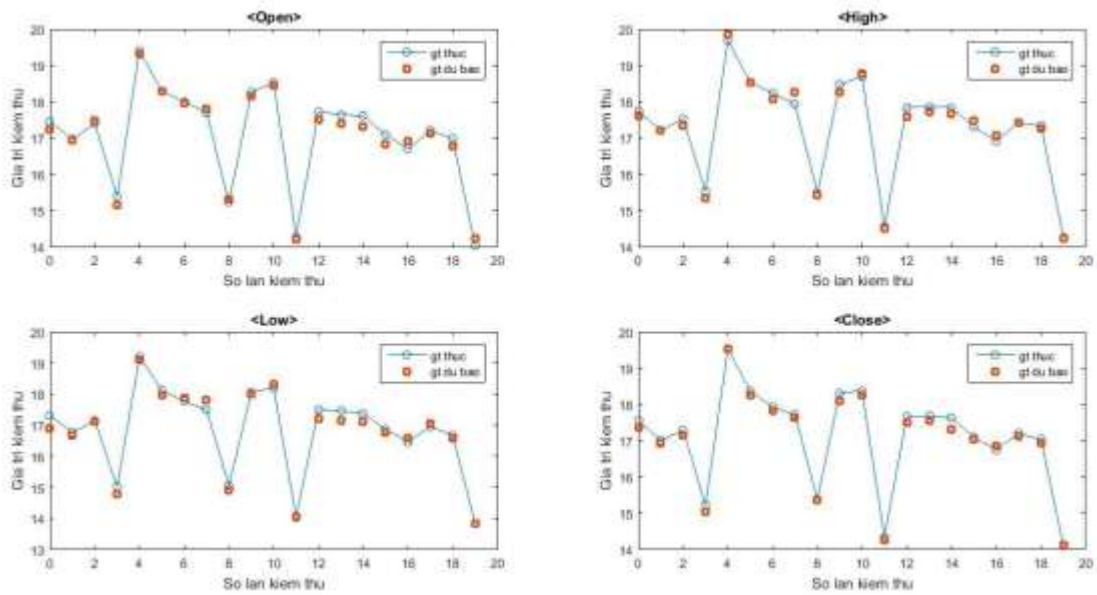 <Open>
20
19
18
17
16
15
14
Gia tri kiem thu
gt thuc
gt du bao
0 2 4 6 8 10 12 14 16 18 20
So lan kiem thu
<High>
20
19
18
17
16
15
14
Gia tri kiem thu
gt thuc
gt du bao
0 2 4 6 8 10 12 14 16 18 20
So lan kiem thu
<Low>
20
19
18
17
16
15
14
13
Gia tri kiem thu
gt thuc
gt du bao
0 2 4 6 8 10 12 14 16 18 20
So lan kiem thu
<Close>
20
19
18
17
16
15
14
Gia tri kiem thu
gt thuc
gt du bao
0 2 4 6 8 10 12 14 16 18 20
So lan kiem thu